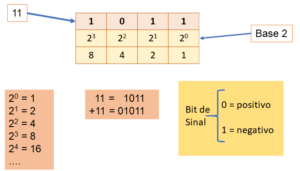 11
1 0 1 1
2³ 2² 2¹ 2⁰
8 4 2 1
Base 2
2⁰ = 1
2¹ = 2
2² = 4
2³ = 8
2⁴ = 16
....
11 = 1011
+11 = 01011
Bit de
Sinal
0 = positivo
1 = negativo